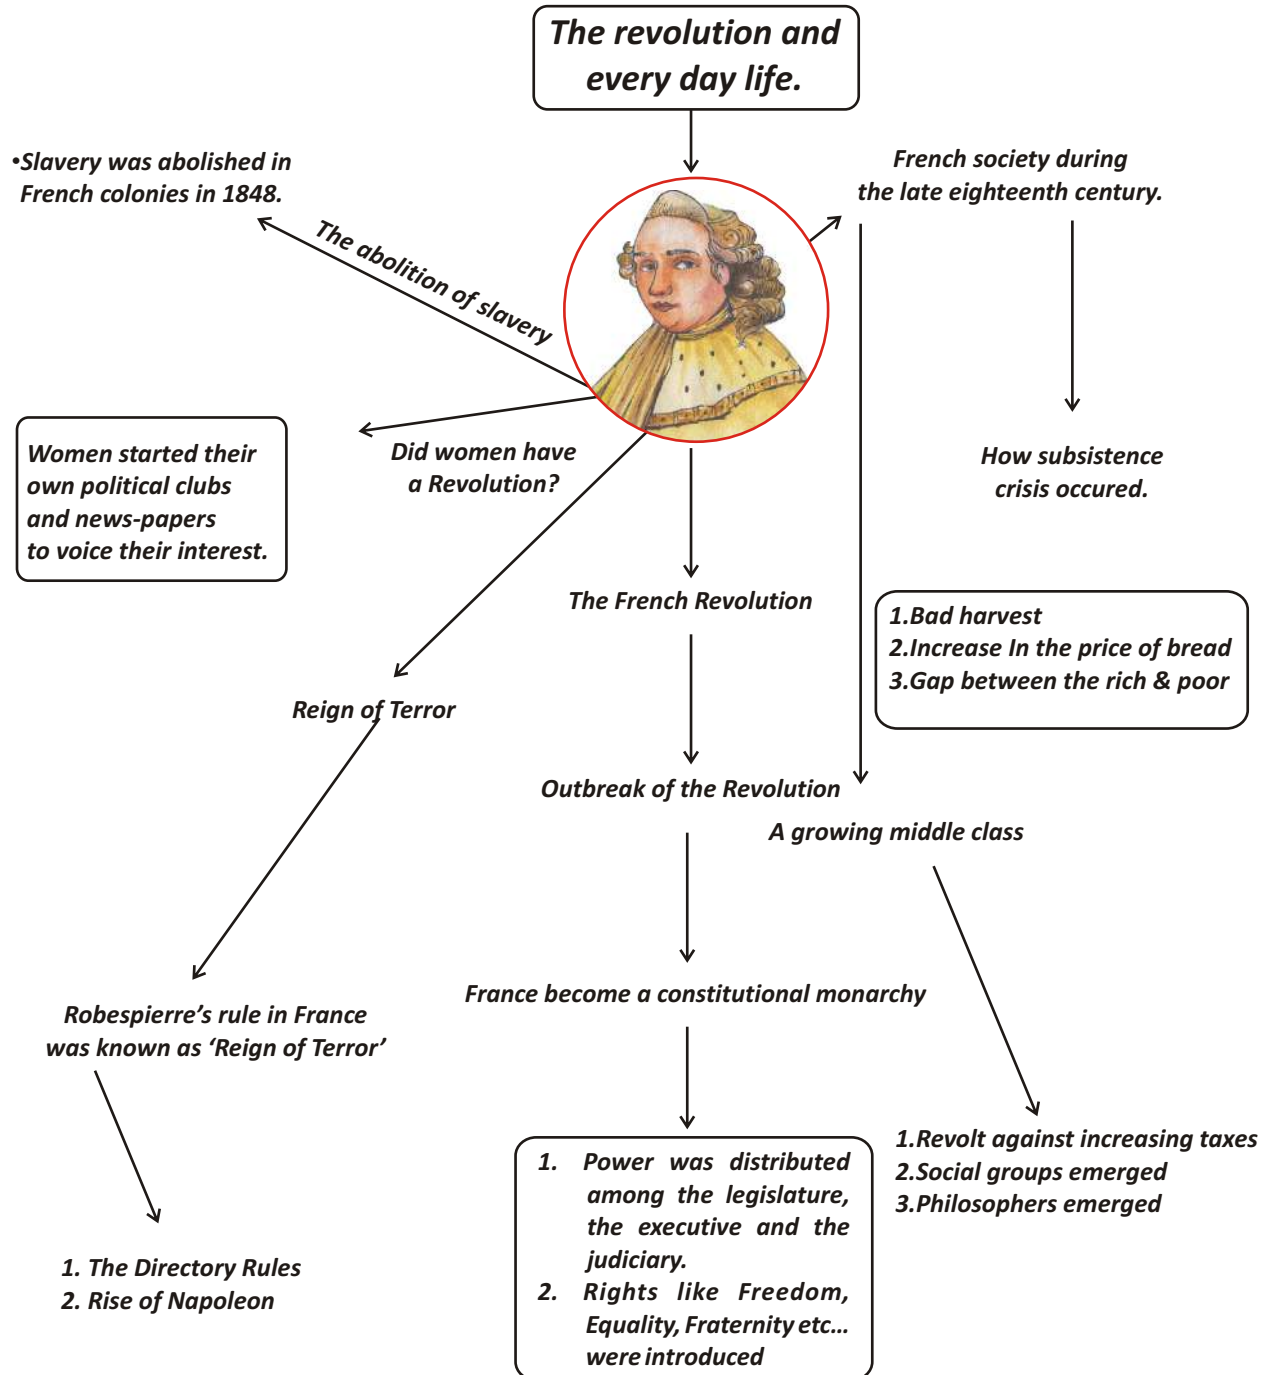 The revolution and
every day life.
•Slavery was abolished in
French colonies in 1848.
The abolition of slavery
French society during
the late eighteenth century.
Women started their
own political clubs
and news-papers
to voice their interest.
Did women have
a Revolution?
How subsistence
crisis occured.
The French Revolution
1.Bad harvest
2.Increase In the price of bread
3.Gap between the rich & poor
Reign of Terror
Outbreak of the Revolution
A growing middle class
France become a constitutional monarchy
Robespierre’s rule in France
was known as ‘Reign of Terror’
1. Power was distributed
among the legislature,
the executive and the
judiciary.
2. Rights like Freedom,
Equality, Fraternity etc...
were introduced
1.Revolt against increasing taxes
2.Social groups emerged
3.Philosophers emerged
1. The Directory Rules
2. Rise of Napoleon